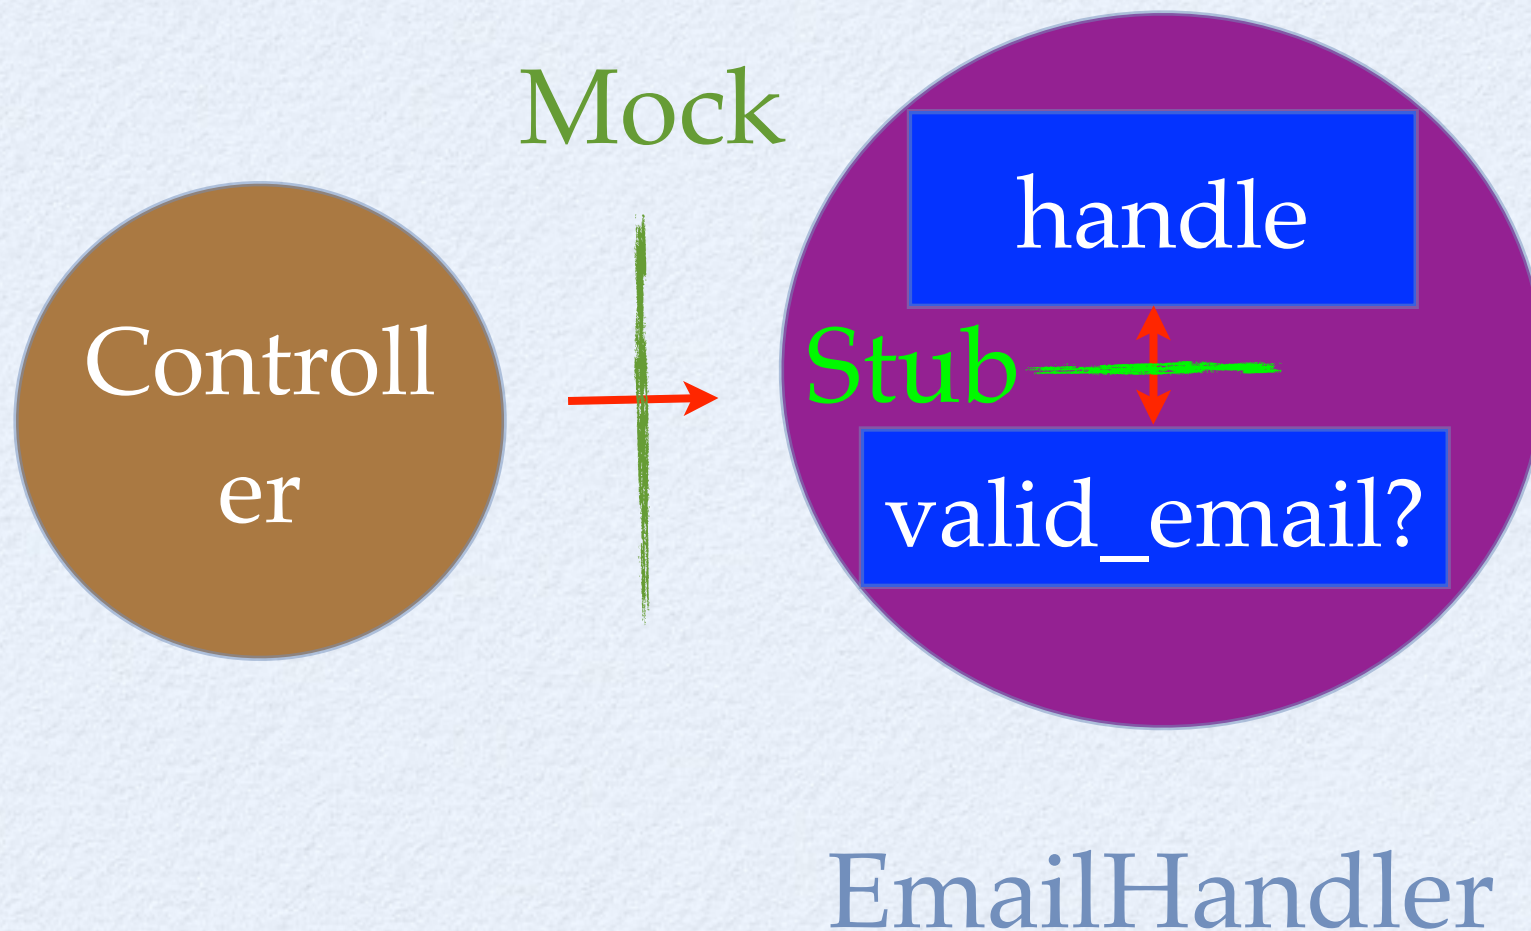 Mock
handle
Controll
er
Stub
valid_email?
EmailHandler